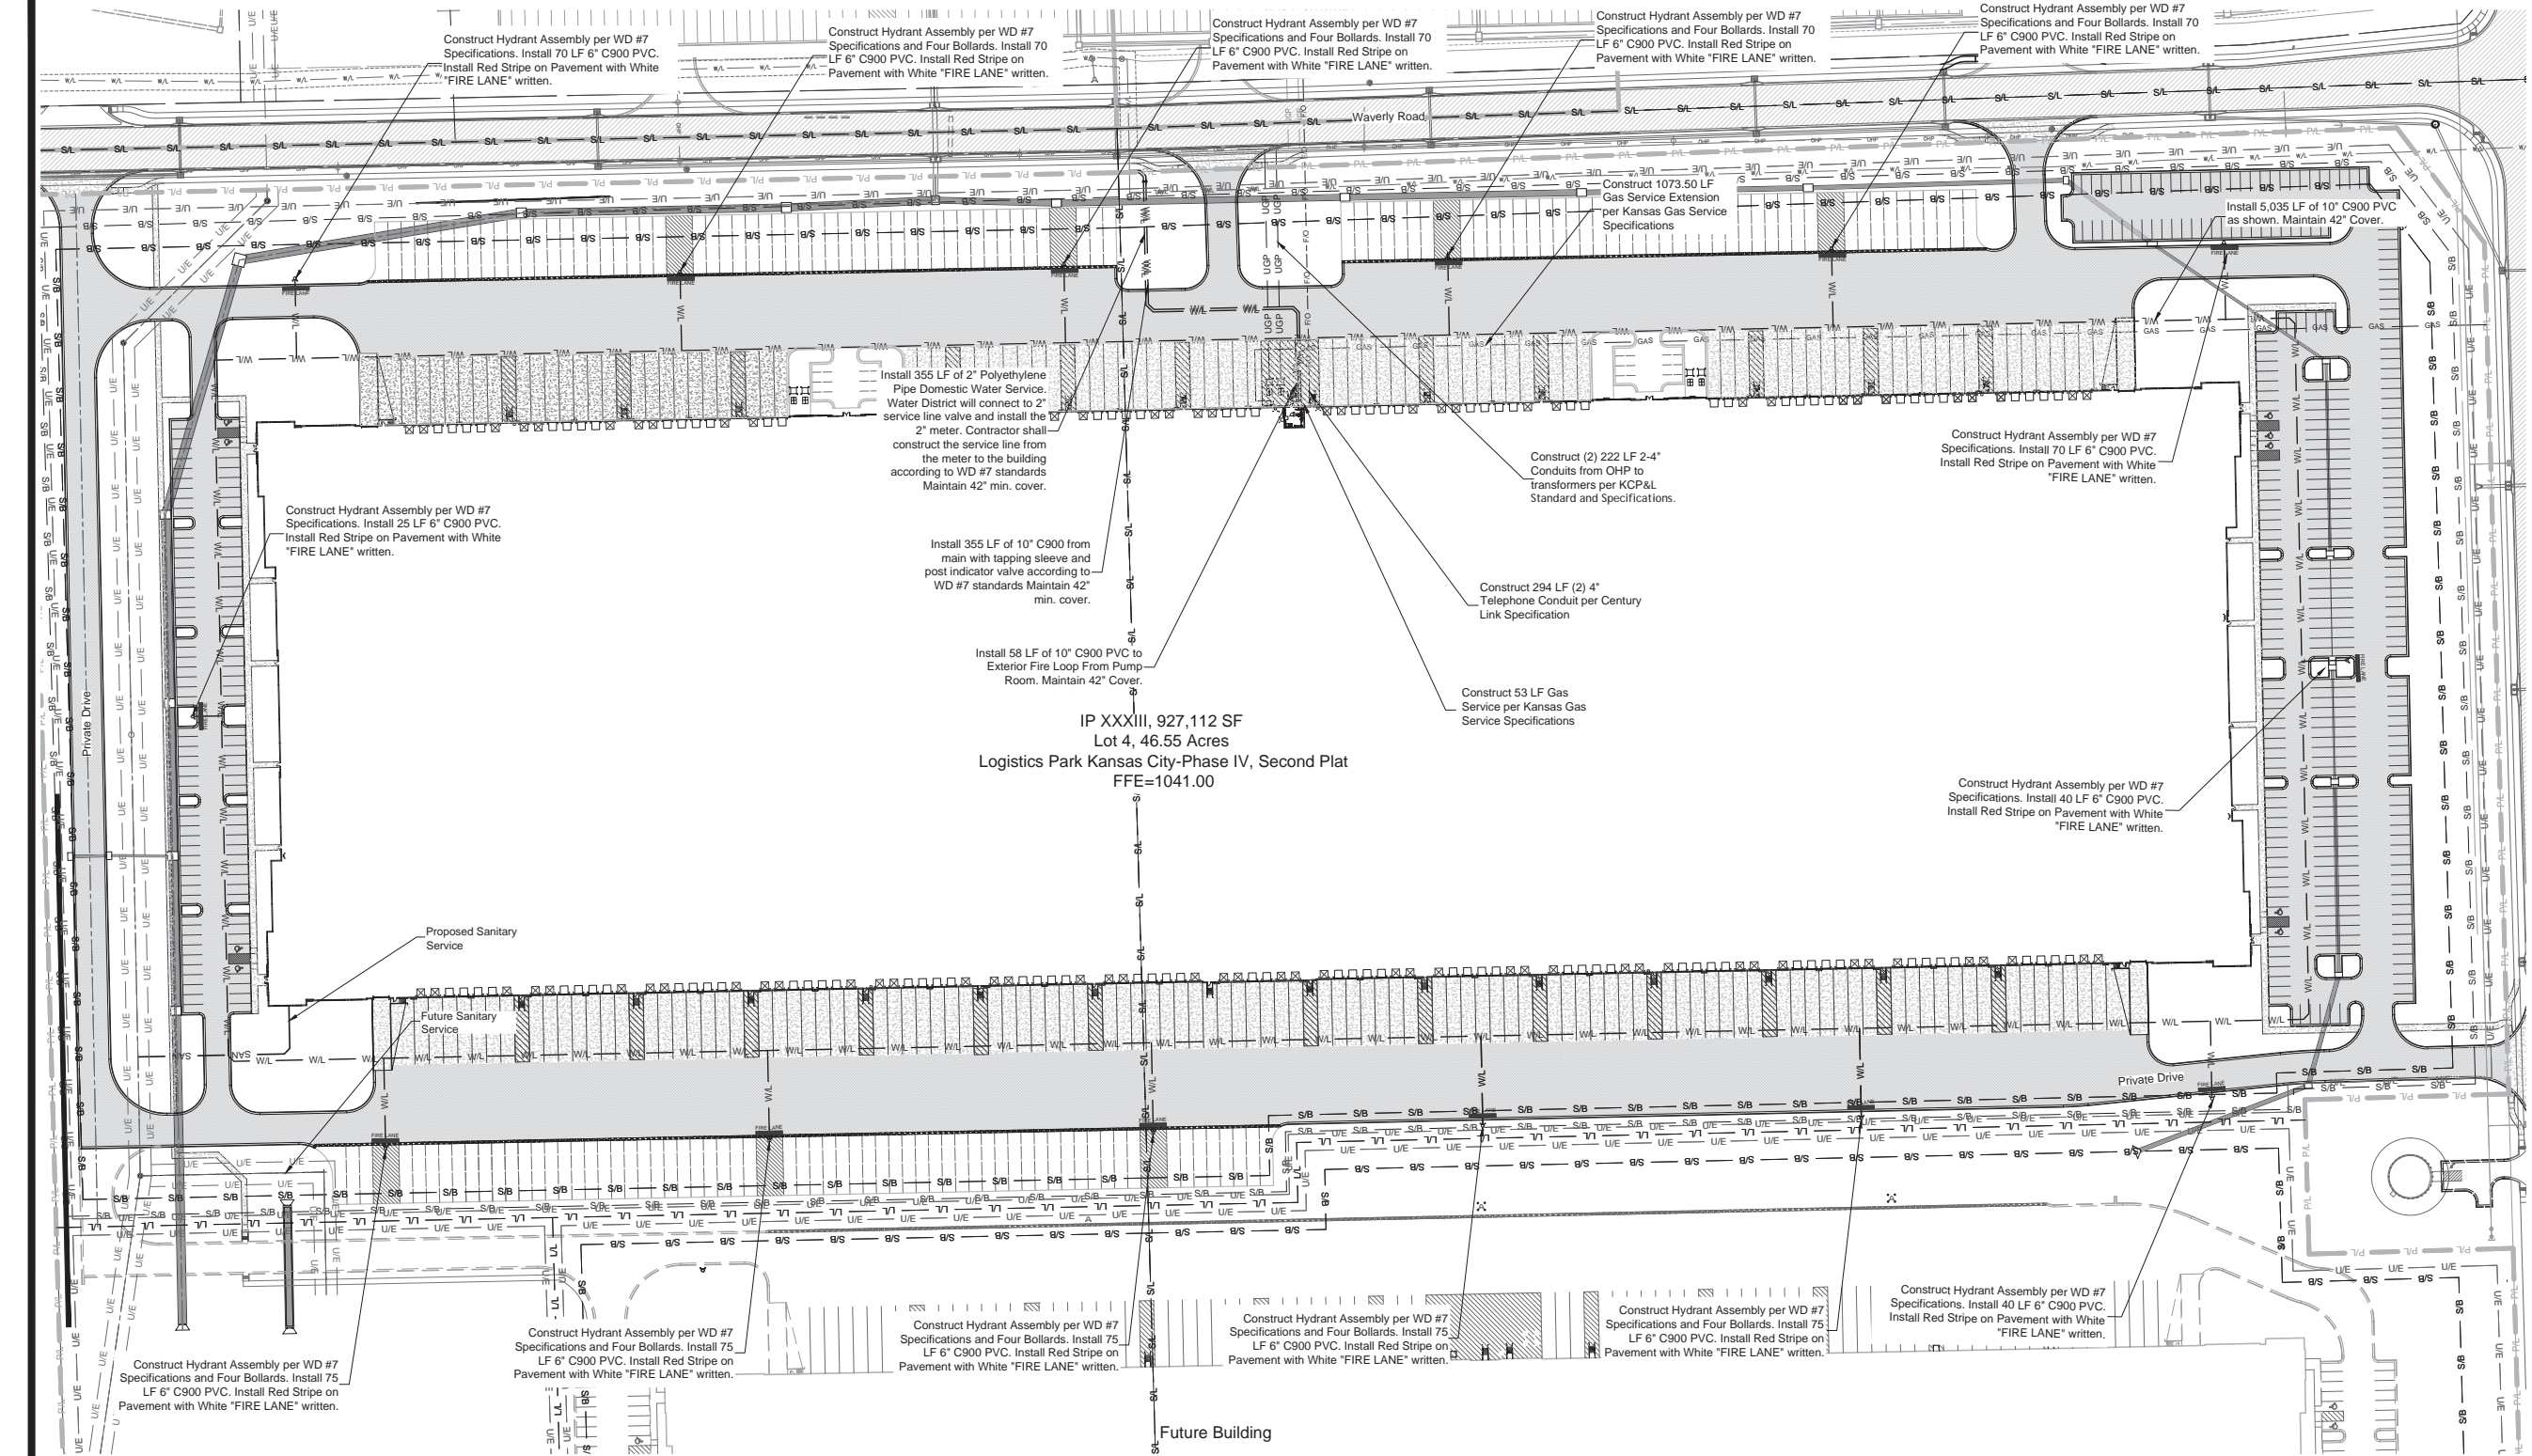 Construct Hydrant Assembly per WD #7
Specifications. Install 70 LF 6" C900 PVC.
Install Red Stripe on Pavement with White
"FIRE LANE" written.
Construct Hydrant Assembly per WD #7
Specifications and Four Bollards. Install 70
LF 6" C900 PVC. Install Red Stripe on
Pavement with White "FIRE LANE" written.
Construct Hydrant Assembly per WD #7
Specifications and Four Bollards. Install 70
LF 6" C900 PVC. Install Red Stripe on
Pavement with White "FIRE LANE" written.
Construct Hydrant Assembly per WD #7
Specifications and Four Bollards. Install 70
LF 6" C900 PVC. Install Red Stripe on
Pavement with White "FIRE LANE" written.
Construct Hydrant Assembly per WD #7
Specifications and Four Bollards. Install 70
LF 6" C900 PVC. Install Red Stripe on
Pavement with White "FIRE LANE" written.
Waverly Road
Construct 1073.50 LF
Gas Service Extension
per Kansas Gas Service
Specifications
Install 5,035 LF of 10" C900 PVC
as shown. Maintain 42" Cover.
Install 355 LF of 2" Polyethylene
Pipe Domestic Water Service.
Water District will connect to 2"
service line valve and install the
2" meter. Contractor shall
construct the service line from
the meter to the building
according to WD #7 standards
Maintain 42" min. cover.
Construct (2) 222 LF 2-4"
Conduits from OHP to
transformers per KCP&L
Standard and Specifications.
Construct Hydrant Assembly per WD #7
Specifications. Install 70 LF 6" C900 PVC.
Install Red Stripe on Pavement with White
"FIRE LANE" written.
Construct Hydrant Assembly per WD #7
Specifications. Install 25 LF 6" C900 PVC.
Install Red Stripe on Pavement with White
"FIRE LANE" written.
Install 355 LF of 10" C900 from
main with tapping sleeve and
post indicator valve according to
WD #7 standards Maintain 42"
min. cover.
Construct 294 LF (2) 4"
Telephone Conduit per Century
Link Specification
Install 58 LF of 10" C900 PVC to
Exterior Fire Loop From Pump
Room. Maintain 42" Cover.
Construct 53 LF Gas
Service per Kansas Gas
Service Specifications
Private Drive
IP XXXIII, 927,112 SF
Lot 4, 46.55 Acres
Logistics Park Kansas City-Phase IV, Second Plat
FFE=1041.00
Construct Hydrant Assembly per WD #7
Specifications. Install 40 LF 6" C900 PVC.
Install Red Stripe on Pavement with White
"FIRE LANE" written.
Proposed Sanitary
Service
Future Sanitary
Service
Private Drive
Construct Hydrant Assembly per WD #7
Specifications and Four Bollards. Install 75
LF 6" C900 PVC. Install Red Stripe on
Pavement with White "FIRE LANE" written.
Construct Hydrant Assembly per WD #7
Specifications and Four Bollards. Install 75
LF 6" C900 PVC. Install Red Stripe on
Pavement with White "FIRE LANE" written.
Construct Hydrant Assembly per WD #7
Specifications and Four Bollards. Install 75
LF 6" C900 PVC. Install Red Stripe on
Pavement with White "FIRE LANE" written.
Construct Hydrant Assembly per WD #7
Specifications and Four Bollards. Install 75
LF 6" C900 PVC. Install Red Stripe on
Pavement with White "FIRE LANE" written.
Construct Hydrant Assembly per WD #7
Specifications and Four Bollards. Install 75
LF 6" C900 PVC. Install Red Stripe on
Pavement with White "FIRE LANE" written.
Construct Hydrant Assembly per WD #7
Specifications. Install 40 LF 6" C900 PVC.
Install Red Stripe on Pavement with White
"FIRE LANE" written.
Future Building